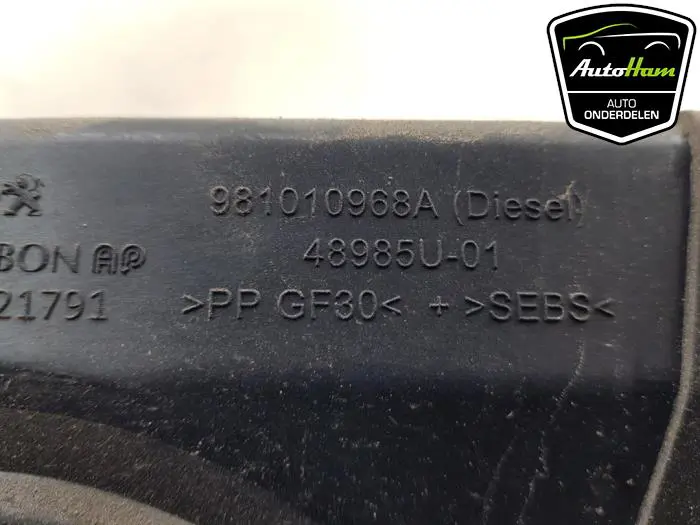 AutoHam
AUTO
ONDERDELEN
981010968A (Diesel)
BON AP 48985U-01
21791 >PP GF30< + >SEBS<